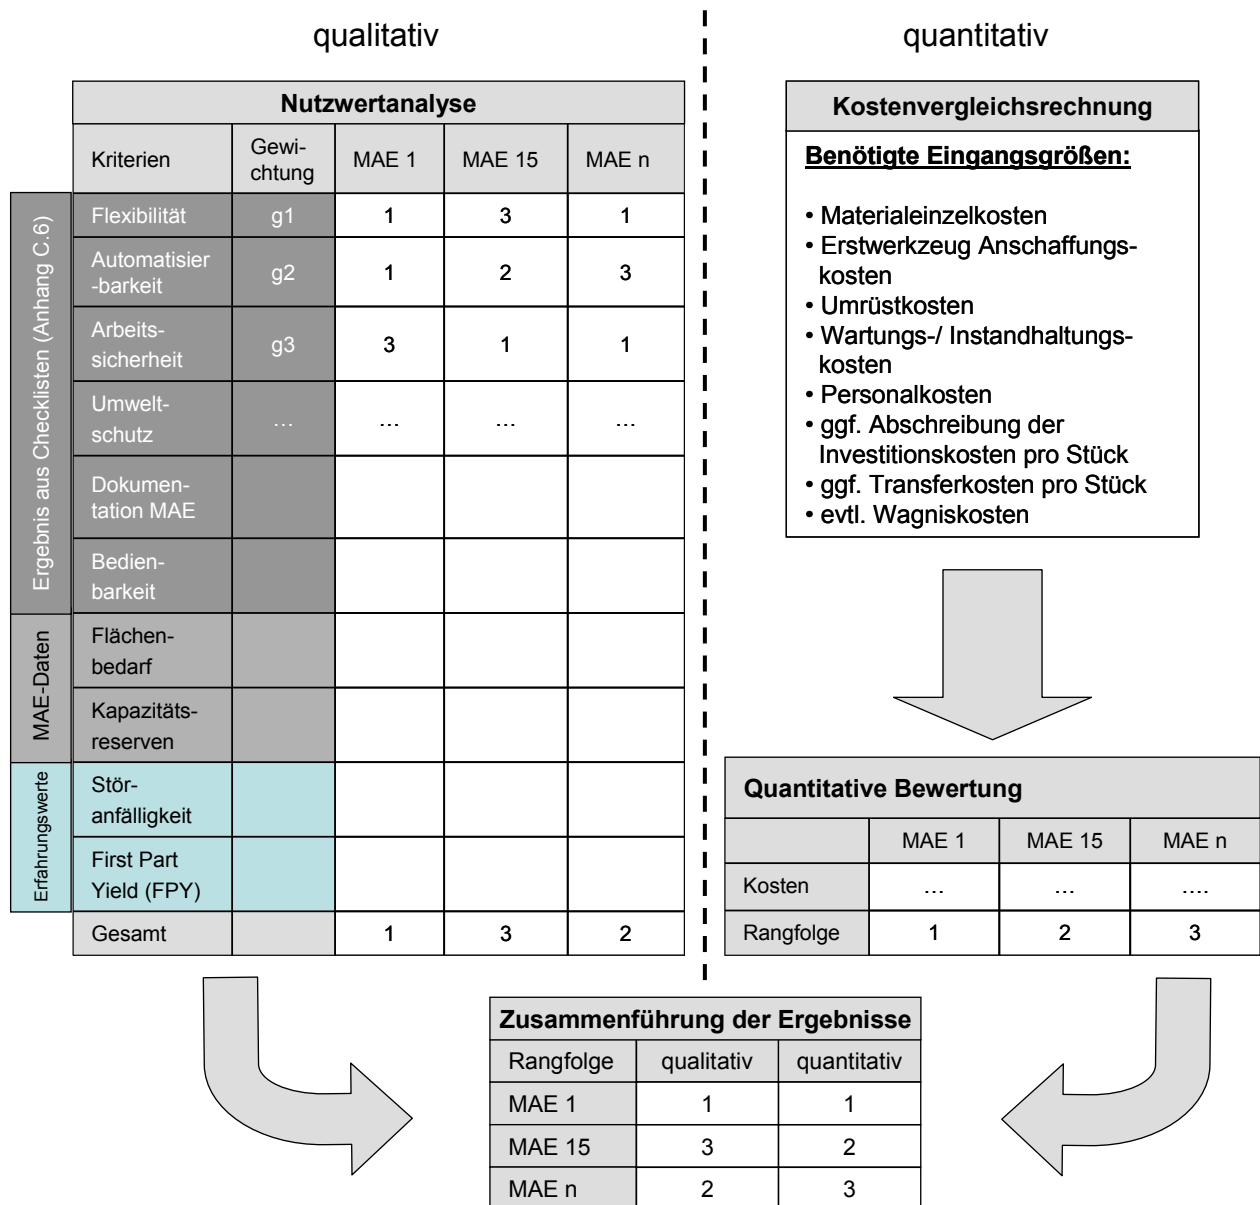 qualitativ
Nutzwertanalyse
Kriterien
Gewi-
chtung
MAE 1
MAE 15
MAE n
Ergebnis aus Checklisten (Anhang C.6)
Flexibilität
g1
1
3
1
Automatisier
-barkeit
g2
1
2
3
Arbeits-
sicherheit
g3
3
1
1
Umwelt-
schutz
...
...
...
...
Dokumen-
tation MAE
Bedien-
barkeit
MAE-Daten
Flächen-
bedarf
Kapazitäts-
reserven
Erfahrungswerte
Stör-
anfälligkeit
First Part
Yield (FPY)
Gesamt
1
3
2
quantitativ
Kostenvergleichsrechnung
Benötigte Eingangsgrößen:
• Materialeinzelkosten
• Erstwerkzeug Anschaffungs-
kosten
• Umrüstkosten
• Wartungs-/ Instandhaltungs-
kosten
• Personalkosten
• ggf. Abschreibung der
Investitionskosten pro Stück
• ggf. Transferkosten pro Stück
• evtl. Wagniskosten
Quantitative Bewertung
MAE 1
MAE 15
MAE n
Kosten
...
...
....
Rangfolge
1
2
3
Zusammenführung der Ergebnisse
Rangfolge
qualitativ
quantitativ
MAE 1
1
1
MAE 15
3
2
MAE n
2
3